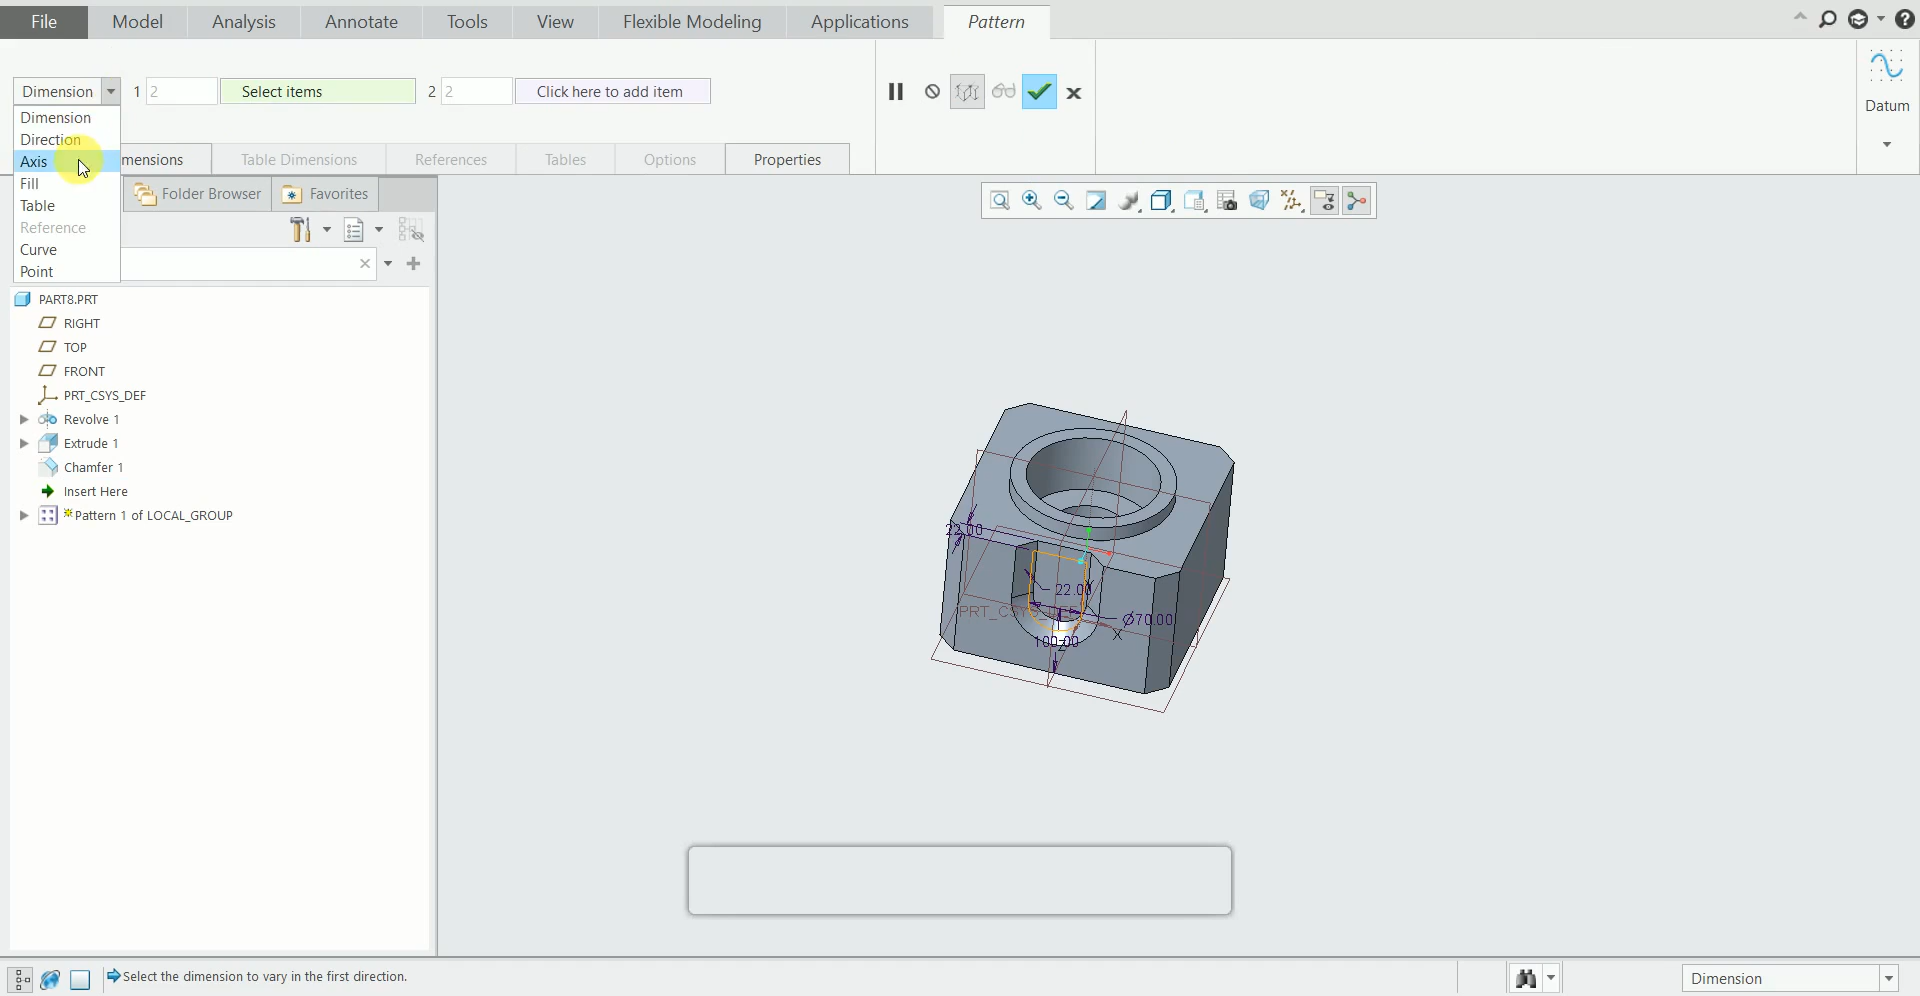 File Model Analysis Annotate Tools View Flexible Modeling Applications Pattern
Dimension 1 2 Select items 2 2 Click here to add item
Datum
Dimension
Direction
Axis
Fill
Table
Reference
Curve
Point
mensions Table Dimensions References Tables Options Properties
Folder Browser Favorites
PART8.PRT
RIGHT
TOP
FRONT
PRT_CSYS_DEF
Revolve 1
Extrude 1
Chamfer 1
Insert Here
Pattern 1 of LOCAL_GROUP
22.00
22.00
PRT_CSYS_DEF
Ø70.00
X
100.00
Z
Select the dimension to vary in the first direction.
Dimension